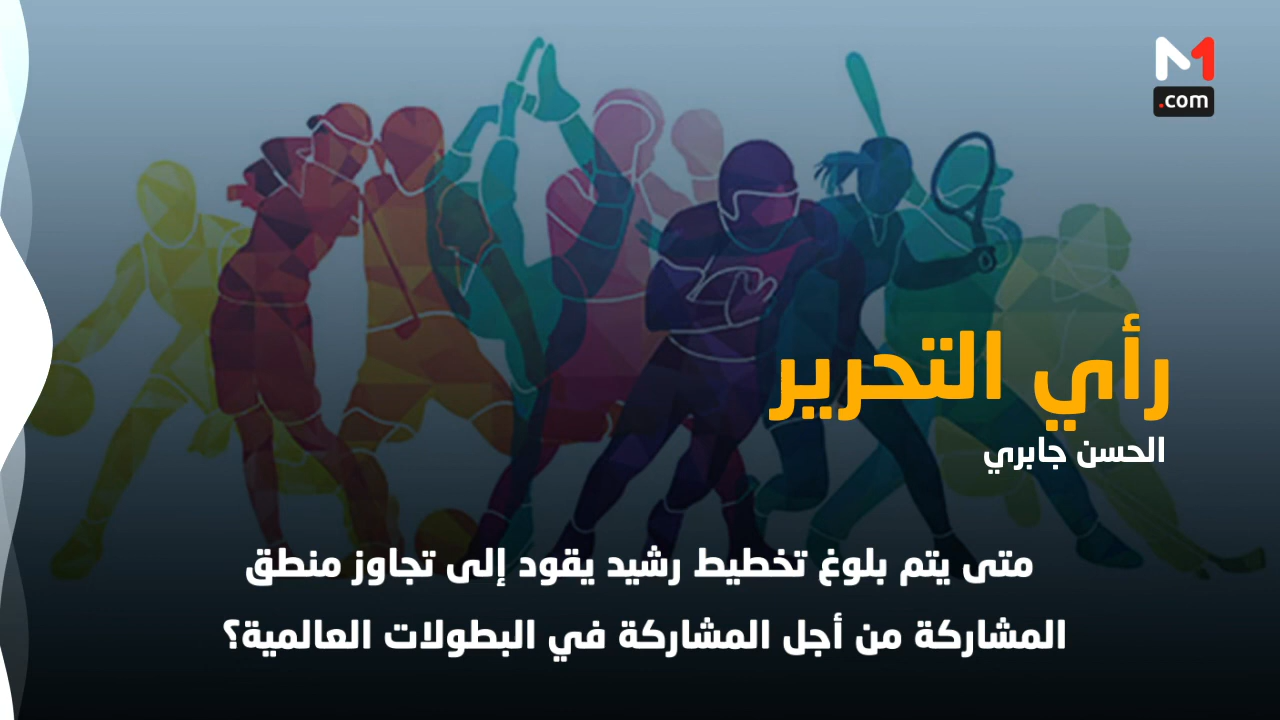 M1
.com
رأي التحرير
الحسن جابري
متى يتم بلوغ تخطيط رشيد يقود إلى تجاوز منطق
المشاركة من أجل المشاركة في البطولات العالمية؟